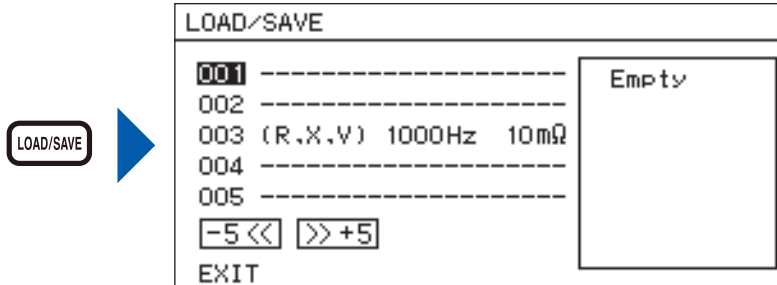 LOAD/SAVE
LOAD/SAVE
001 --------------------
002 --------------------
003 (R,X,V) 1000Hz 10mΩ
004 --------------------
005 --------------------
-5<< >>+5
EXIT
Empty